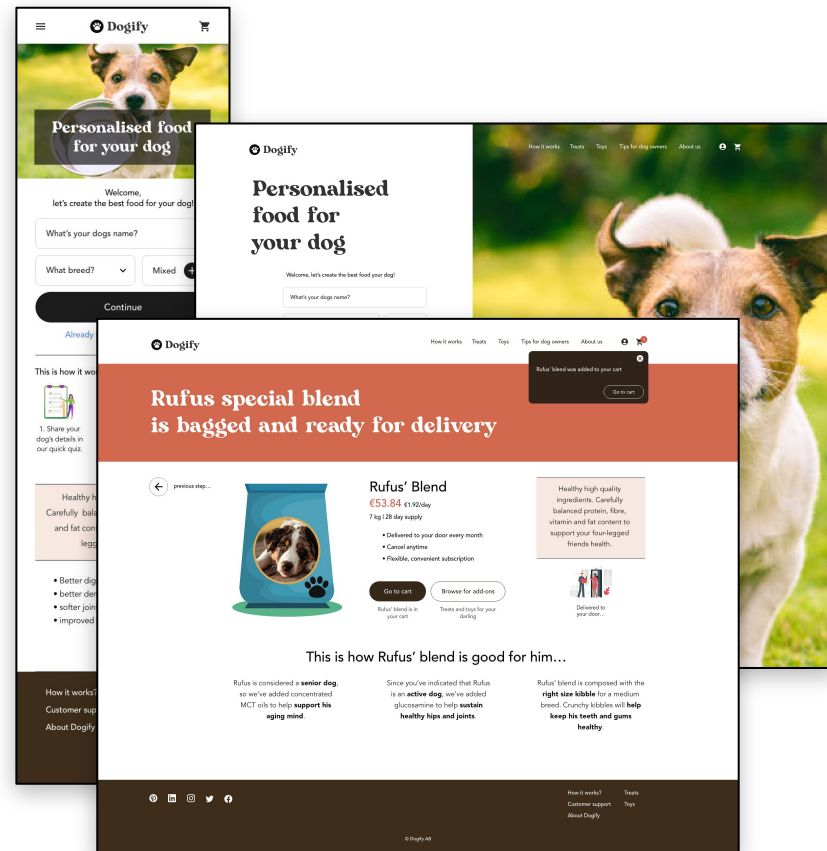 Dogify
Personalised food
for your dog
Welcome,
let's create the best food for your dog!
What's your dogs name?
What breed?
Mixed
Continue
Already
This is how it wo
1. Share your
dog's details in
our quick quiz.
Healthy h
Carefully bala
and fat con
legg
• Better dig
• better den
• softer join
• improved
How it works?
Customer sup
About Dogify
Dogify
How it works Treats Toys Tips for dog owners About us
Personalised
food for
your dog
Welcome, let's create the best food your dog!
What's your dogs name?
Dogify
How it works Treats Toys Tips for dog owners About us
Rufus' blend was added to your cart
Go to cart
Rufus special blend
is bagged and ready for delivery
previous step...
Rufus' Blend
€53.84 €1.92/day
7 kg | 28 day supply
• Delivered to your door every month
• Cancel anytime
• Flexible, convenient subscription
Go to cart
Browse for add-ons
Rufus' blend is in
your cart
Treats and toys for your
darling
Healthy high quality
ingredients. Carefully
balanced protein, fibre,
vitamin and fat content to
support your four-legged
friends health.
Delivered to
your door...
This is how Rufus' blend is good for him...
Rufus is considered a senior dog,
so we've added concentrated
MCT oils to help support his
aging mind.
Since you've indicated that Rufus
is an active dog, we've added
glucosamine to help sustain
healthy hips and joints.
Rufus' blend is composed with the
right size kibble for a medium
breed. Crunchy kibbles will help
keep his teeth and gums
healthy.
How it works? Treats
Customer support Toys
About Dogify
© Dogify AB